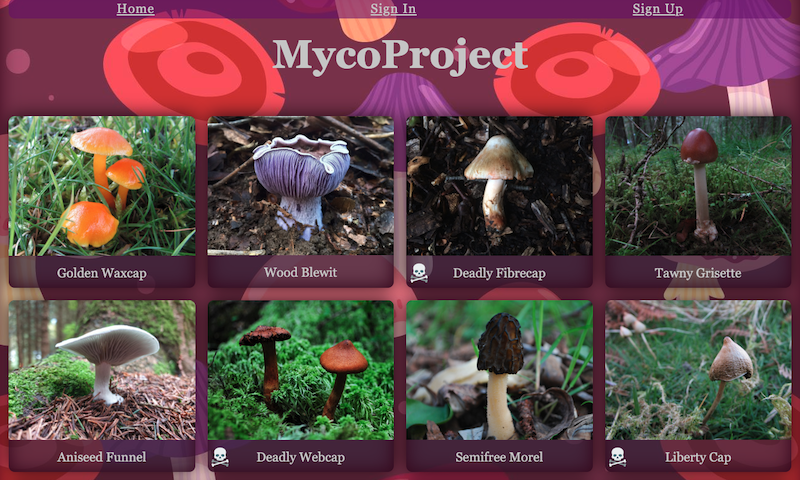 Home
Sign In
Sign Up
MycoProject
Golden Waxcap
Wood Blewit
Deadly Fibrecap
Tawny Grisette
Aniseed Funnel
Deadly Webcap
Semifree Morel
Liberty Cap